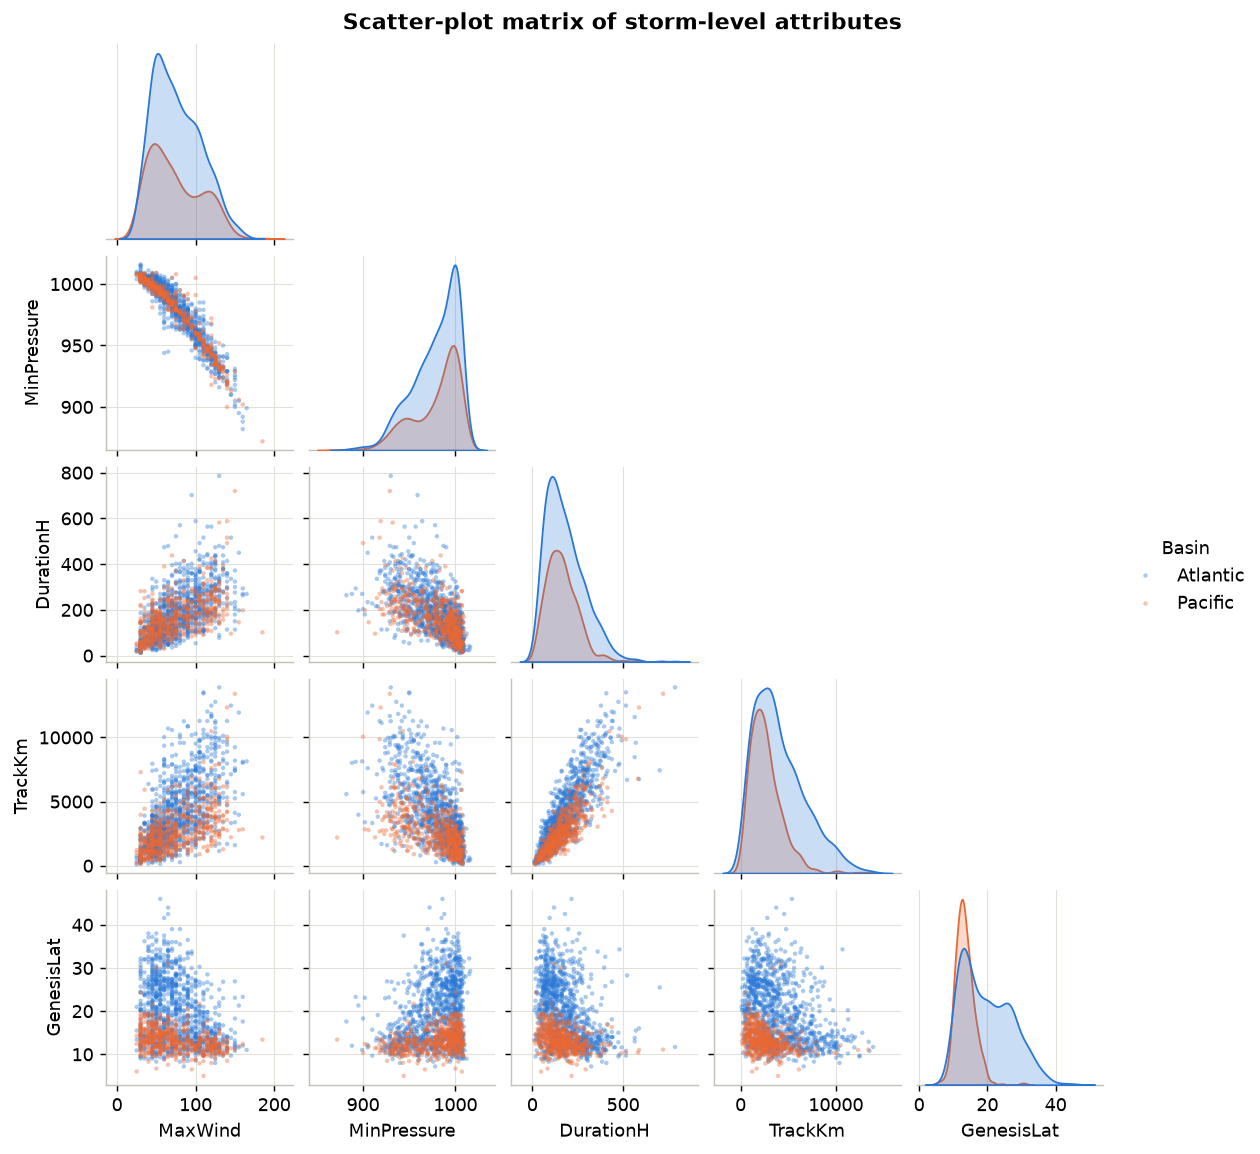 Scatter-plot matrix of storm-level attributes
0 100 200
MinPressure
1000
950
900
900 1000
DurationH
800
600
400
200
0
0 500
TrackKm
10000
5000
0
0 10000
GenesisLat
40
30
20
10
0 20 40
MaxWind MinPressure DurationH TrackKm GenesisLat
Basin
Atlantic
Pacific